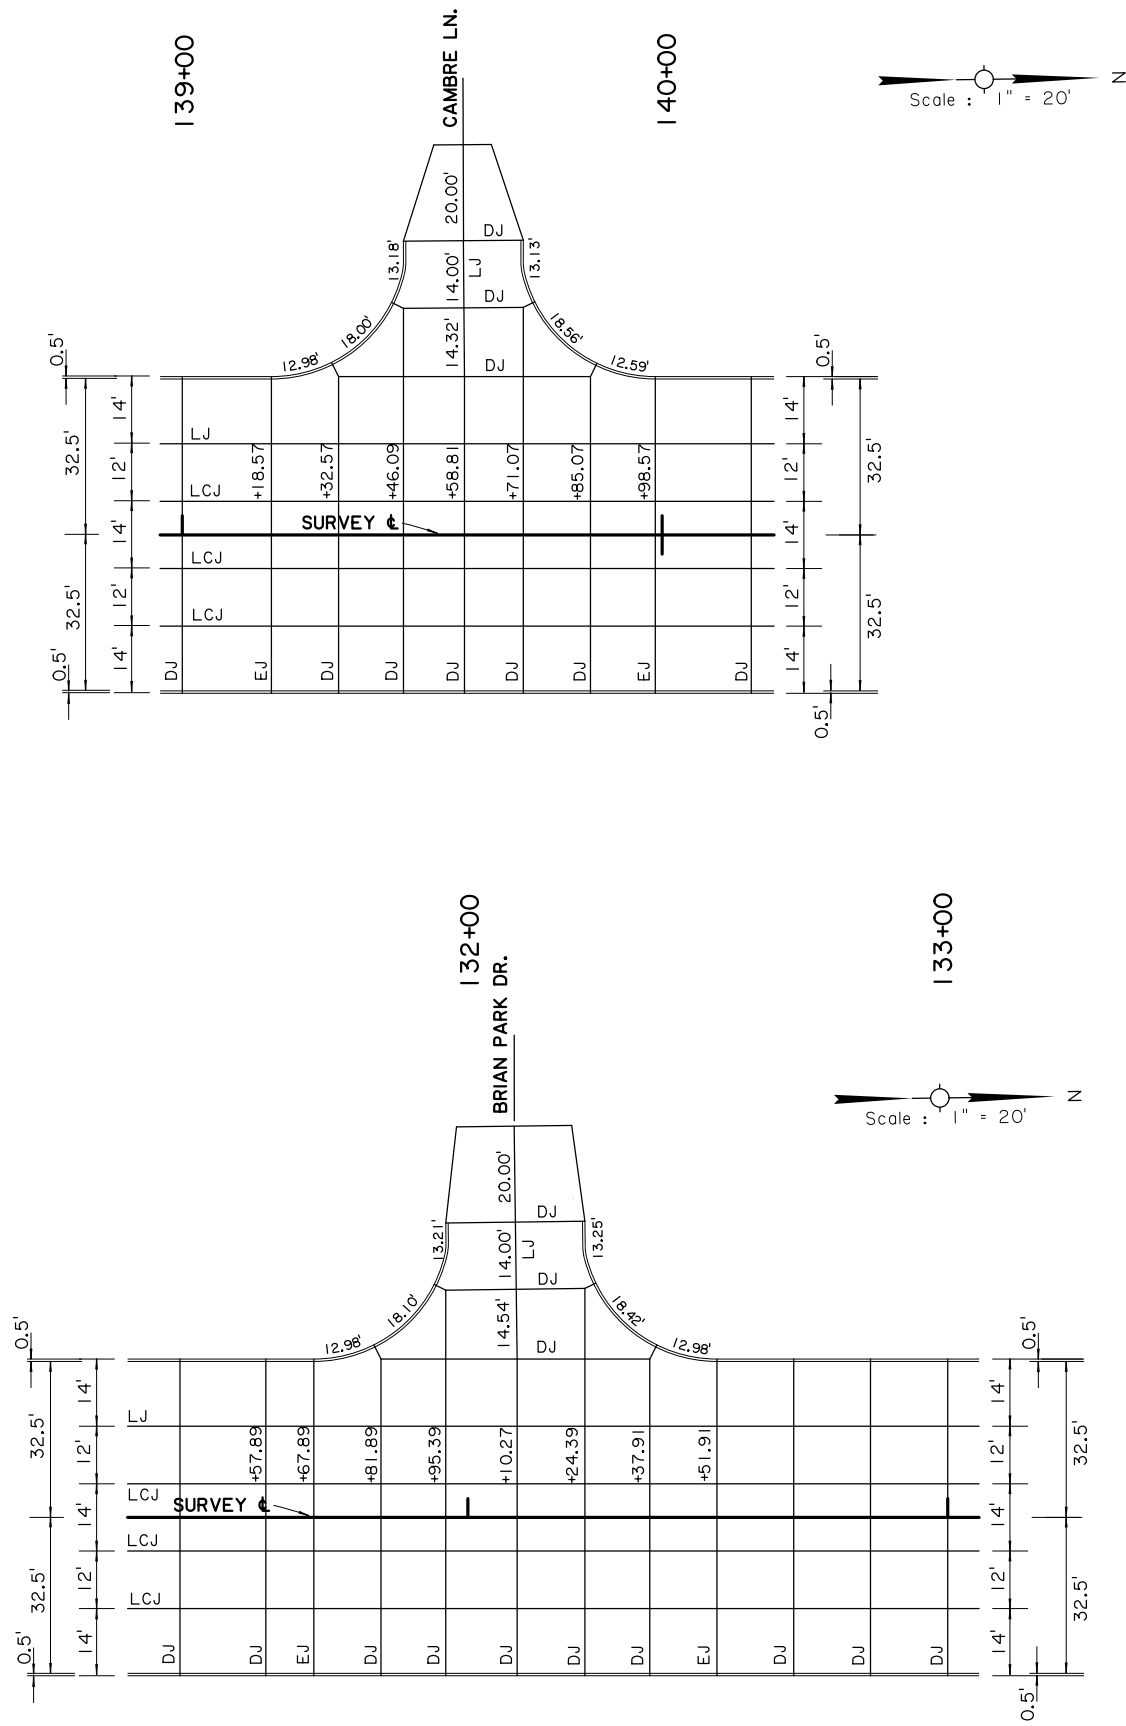 139+00
CAMBRE LN.
140+00
N
Scale : 1" = 20'
20.00'
DJ
13.18'
14.00'
LJ
13.13'
DJ
18.00'
14.32'
18.56'
12.98'
DJ
12.59'
0.5'
0.5'
32.5'
14'
14'
32.5'
LJ
12'
+18.57
+32.57
+46.09
+58.81
+71.07
+85.07
+98.57
12'
LCJ
SURVEY ℄
14'
14'
LCJ
32.5'
12'
12'
32.5'
LCJ
0.5'
14'
DJ
EJ
DJ
DJ
DJ
DJ
DJ
EJ
DJ
14'
0.5'
132+00
133+00
BRIAN PARK DR.
N
Scale : 1" = 20'
20.00'
DJ
13.21'
14.00'
LJ
13.25'
DJ
18.10'
14.54'
18.42'
12.98'
DJ
12.98'
0.5'
0.5'
32.5'
14'
14'
32.5'
LJ
12'
+57.89
+67.89
+81.89
+95.39
+10.27
+24.39
+37.91
+51.91
12'
LCJ
SURVEY ℄
14'
14'
LCJ
32.5'
12'
12'
32.5'
LCJ
0.5'
14'
DJ
DJ
EJ
DJ
DJ
DJ
DJ
DJ
EJ
DJ
DJ
DJ
14'
0.5'